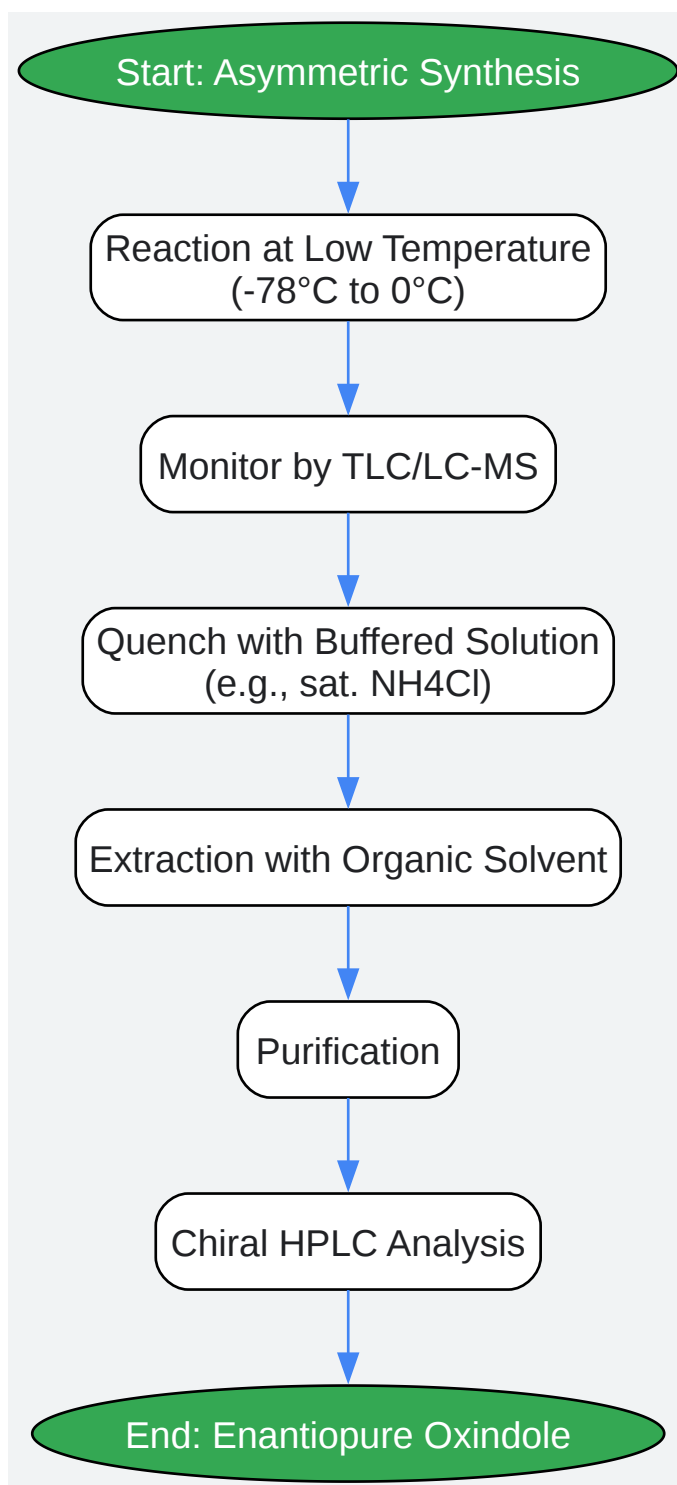 Start: Asymmetric Synthesis
Reaction at Low Temperature
(-78°C to 0°C)
Monitor by TLC/LC-MS
Quench with Buffered Solution
(e.g., sat. NH4Cl)
Extraction with Organic Solvent
Purification
Chiral HPLC Analysis
End: Enantiopure Oxindole